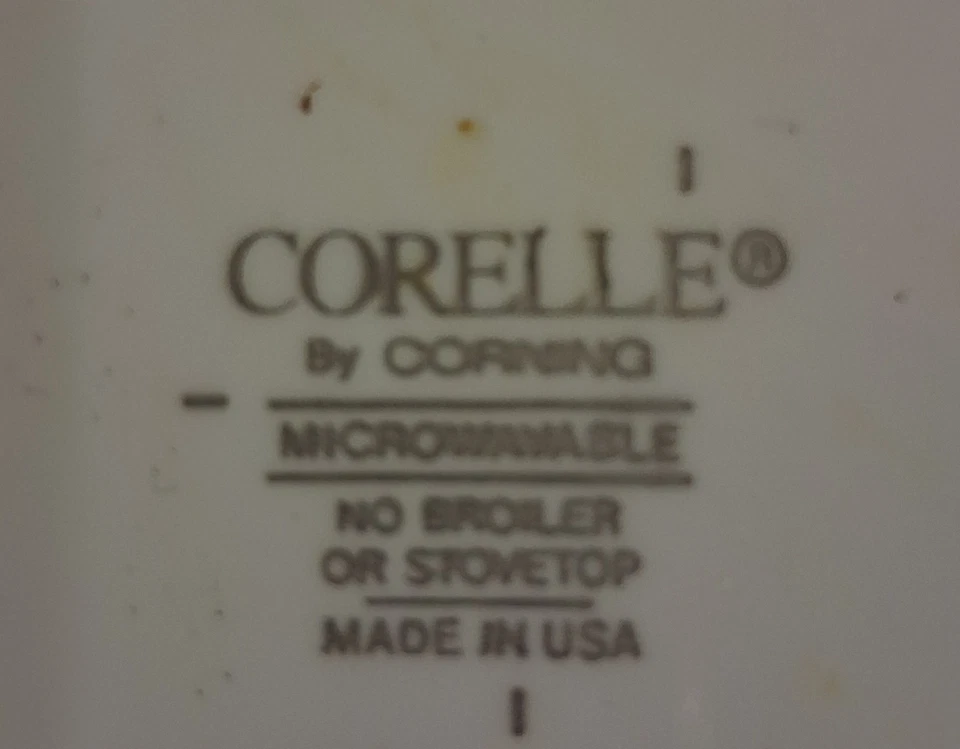 CORELLE®
By CORNING
MICROWAVABLE
NO BROILER
OR STOVETOP
MADE IN USA